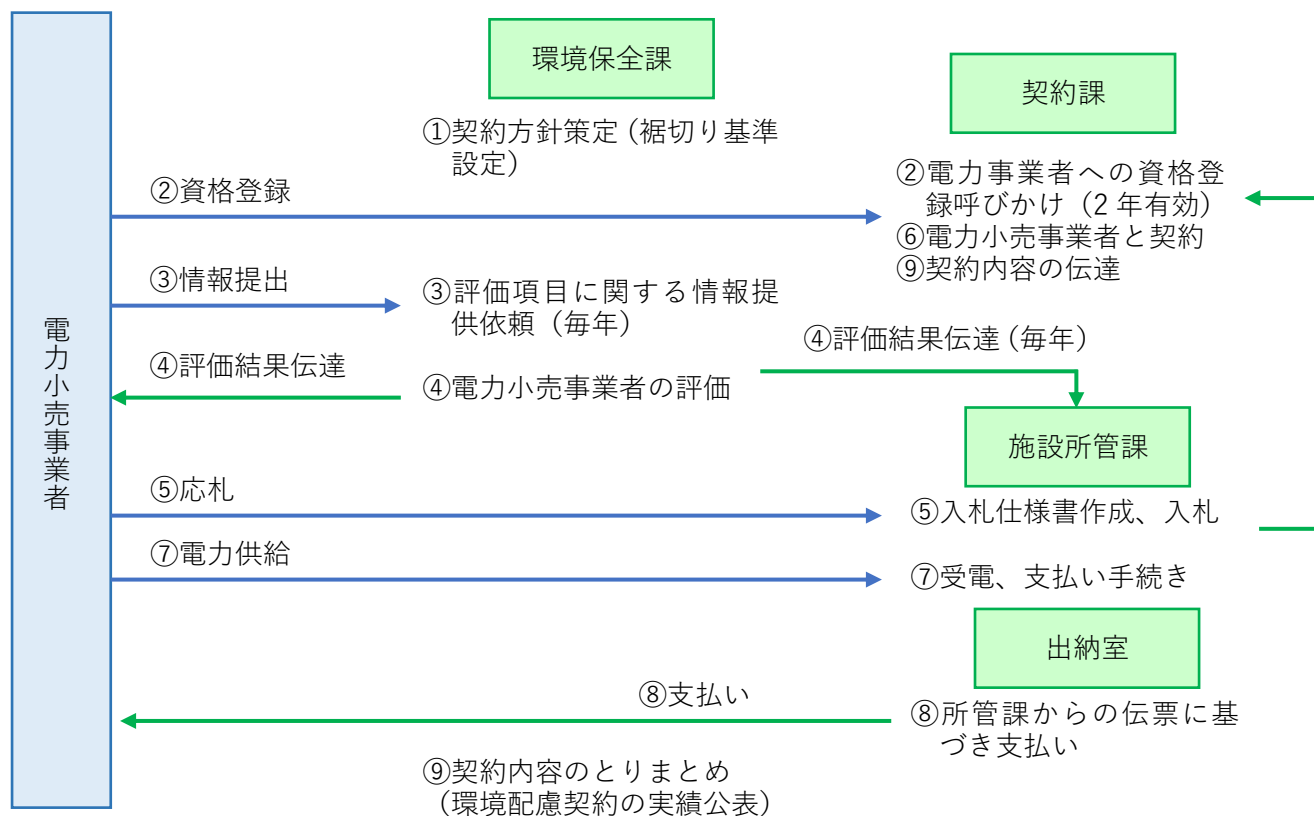 環境保全課
契約課
①契約方針策定（裾切り基準
設定）
②資格登録
②電力事業者への資格登
録呼びかけ（2 年有効）
⑥電力小売事業者と契約
⑨契約内容の伝達
③情報提出
③評価項目に関する情報提
供依頼（毎年）
電力小売事業者
④評価結果伝達（毎年）
④評価結果伝達
④電力小売事業者の評価
施設所管課
⑤応札
⑤入札仕様書作成、入札
⑦電力供給
⑦受電、支払い手続き
出納室
⑧支払い
⑧所管課からの伝票に基
づき支払い
⑨契約内容のとりまとめ
（環境配慮契約の実績公表）